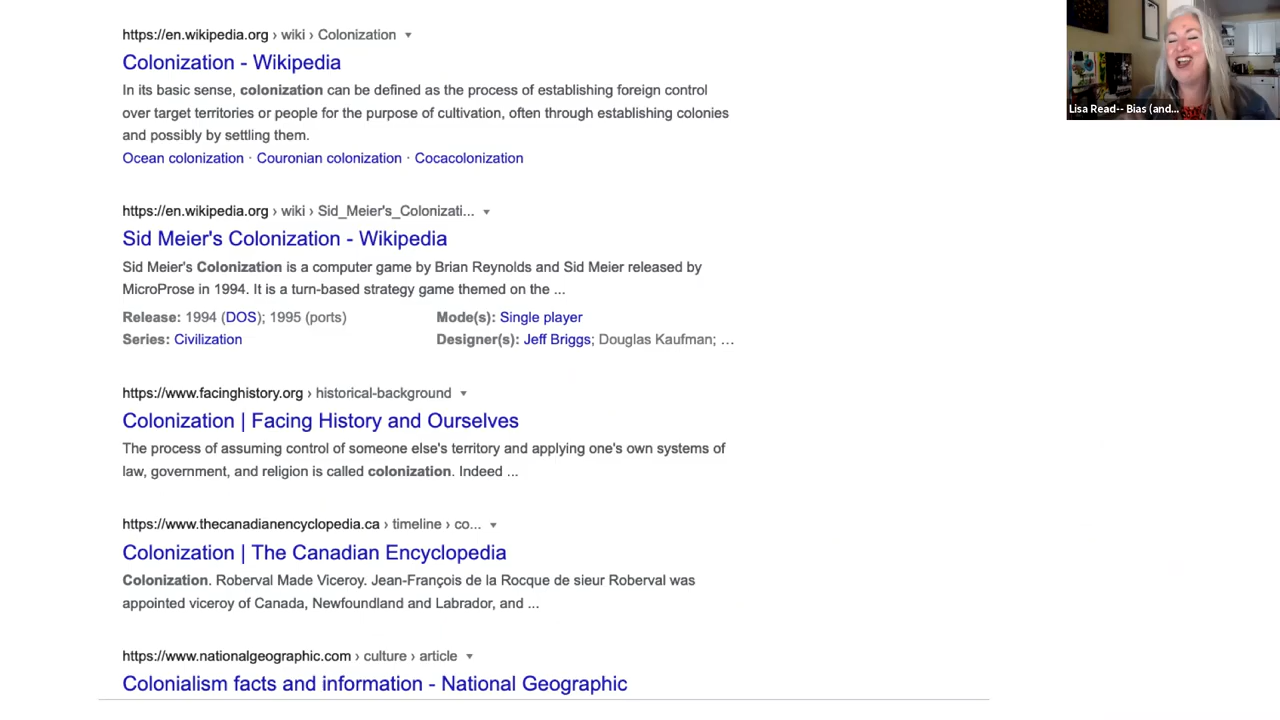 https://en.wikipedia.org › wiki › Colonization
Colonization - Wikipedia
In its basic sense, colonization can be defined as the process of establishing foreign control
over target territories or people for the purpose of cultivation, often through establishing colonies
and possibly by settling them.
Ocean colonization · Couronian colonization · Cocacolonization
https://en.wikipedia.org › wiki › Sid_Meier's_Colonizati...
Sid Meier's Colonization - Wikipedia
Sid Meier's Colonization is a computer game by Brian Reynolds and Sid Meier released by
MicroProse in 1994. It is a turn-based strategy game themed on the ...
Release: 1994 (DOS); 1995 (ports) Mode(s): Single player
Series: Civilization Designer(s): Jeff Briggs; Douglas Kaufman; …
https://www.facinghistory.org › historical-background
Colonization | Facing History and Ourselves
The process of assuming control of someone else's territory and applying one's own systems of
law, government, and religion is called colonization. Indeed ...
https://www.thecanadianencyclopedia.ca › timeline › co...
Colonization | The Canadian Encyclopedia
Colonization. Roberval Made Viceroy. Jean-François de la Rocque de sieur Roberval was
appointed viceroy of Canada, Newfoundland and Labrador, and ...
https://www.nationalgeographic.com › culture › article
Colonialism facts and information - National Geographic
Lisa Read-- Bias (and...